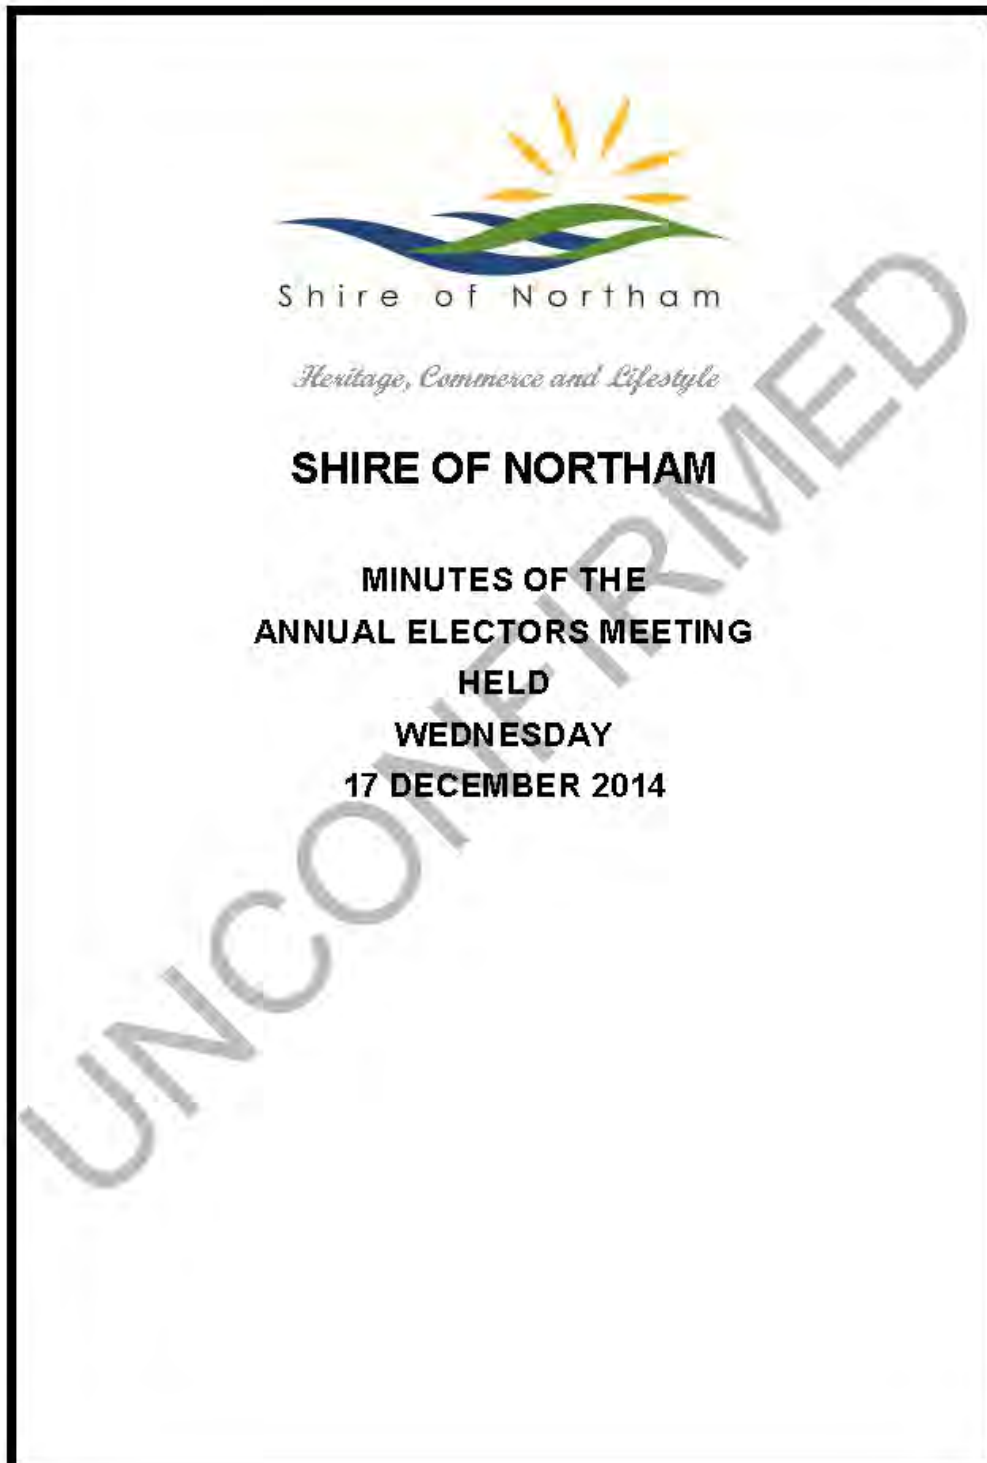 Shire of Northam
Heritage, Commerce and Lifestyle
SHIRE OF NORTHAM
MINUTES OF THE
ANNUAL ELECTORS MEETING
HELD
WEDNESDAY
17 DECEMBER 2014
UNCONFIRMED